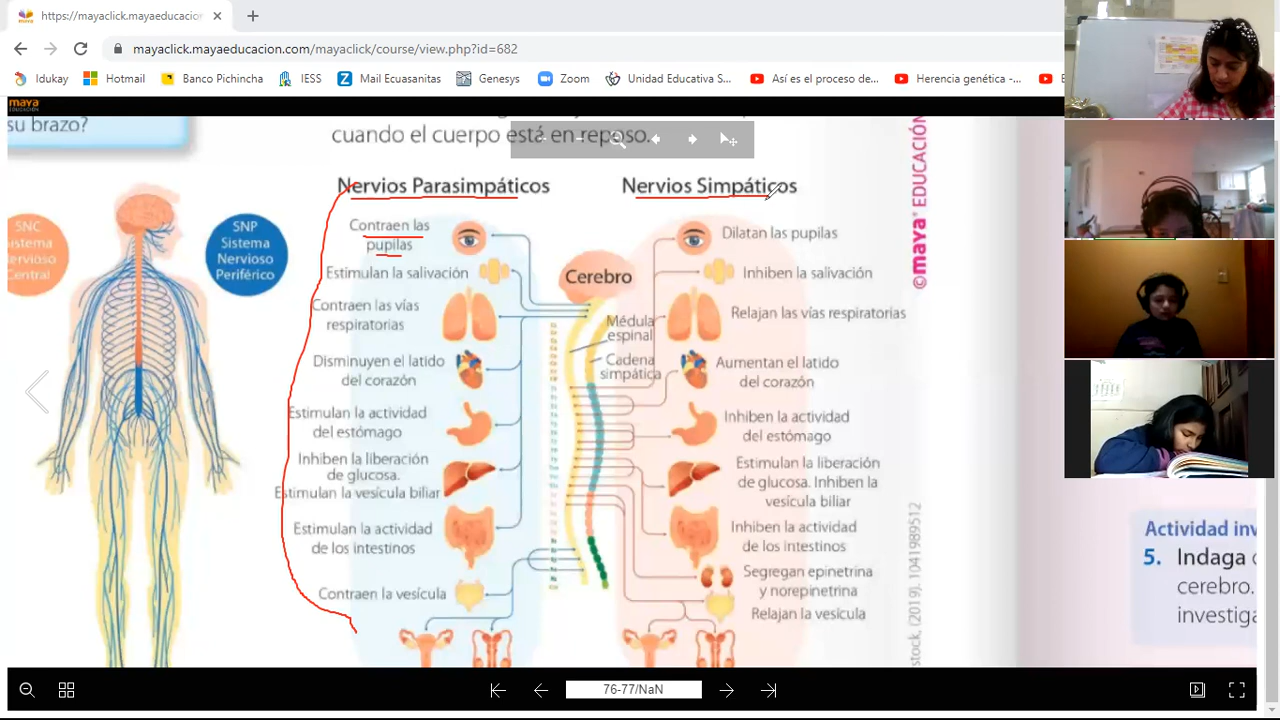 https://mayaclick.mayaeducacion
mayaclick.mayaeducacion.com/mayaclick/course/view.php?id=682
Idukay
Hotmail
Banco Pichincha
IESS
Mail Ecuasanitas
Genesys
Zoom
Unidad Educativa S...
Así es el proceso de...
Herencia genética -...
maya
EDUCACIÓN
su brazo?
cuando el cuerpo está en reposo.
SNC
Sistema
Nervioso
Central
SNP
Sistema
Nervioso
Periférico
Nervios Parasimpáticos
Contraen las
pupilas
Estimulan la salivación
Contraen las vías
respiratorias
Disminuyen el latido
del corazón
Estimulan la actividad
del estómago
Inhiben la liberación
de glucosa.
Estimulan la vesícula biliar
Estimulan la actividad
de los intestinos
Contraen la vesícula
Cerebro
Médula
espinal
Cadena
simpática
Nervios Simpáticos
Dilatan las pupilas
Inhiben la salivación
Relajan las vías respiratorias
Aumentan el latido
del corazón
Inhiben la actividad
del estómago
Estimulan la liberación
de glucosa. Inhiben la
vesícula biliar
Inhiben la actividad
de los intestinos
Segregan epinetrina
y norepinetrina
Relajan la vesícula
©maya® EDUCACIÓN
stock, (2019). 1041989512
Actividad inv
5. Indaga
cerebro.
investiga
76-77/NaN